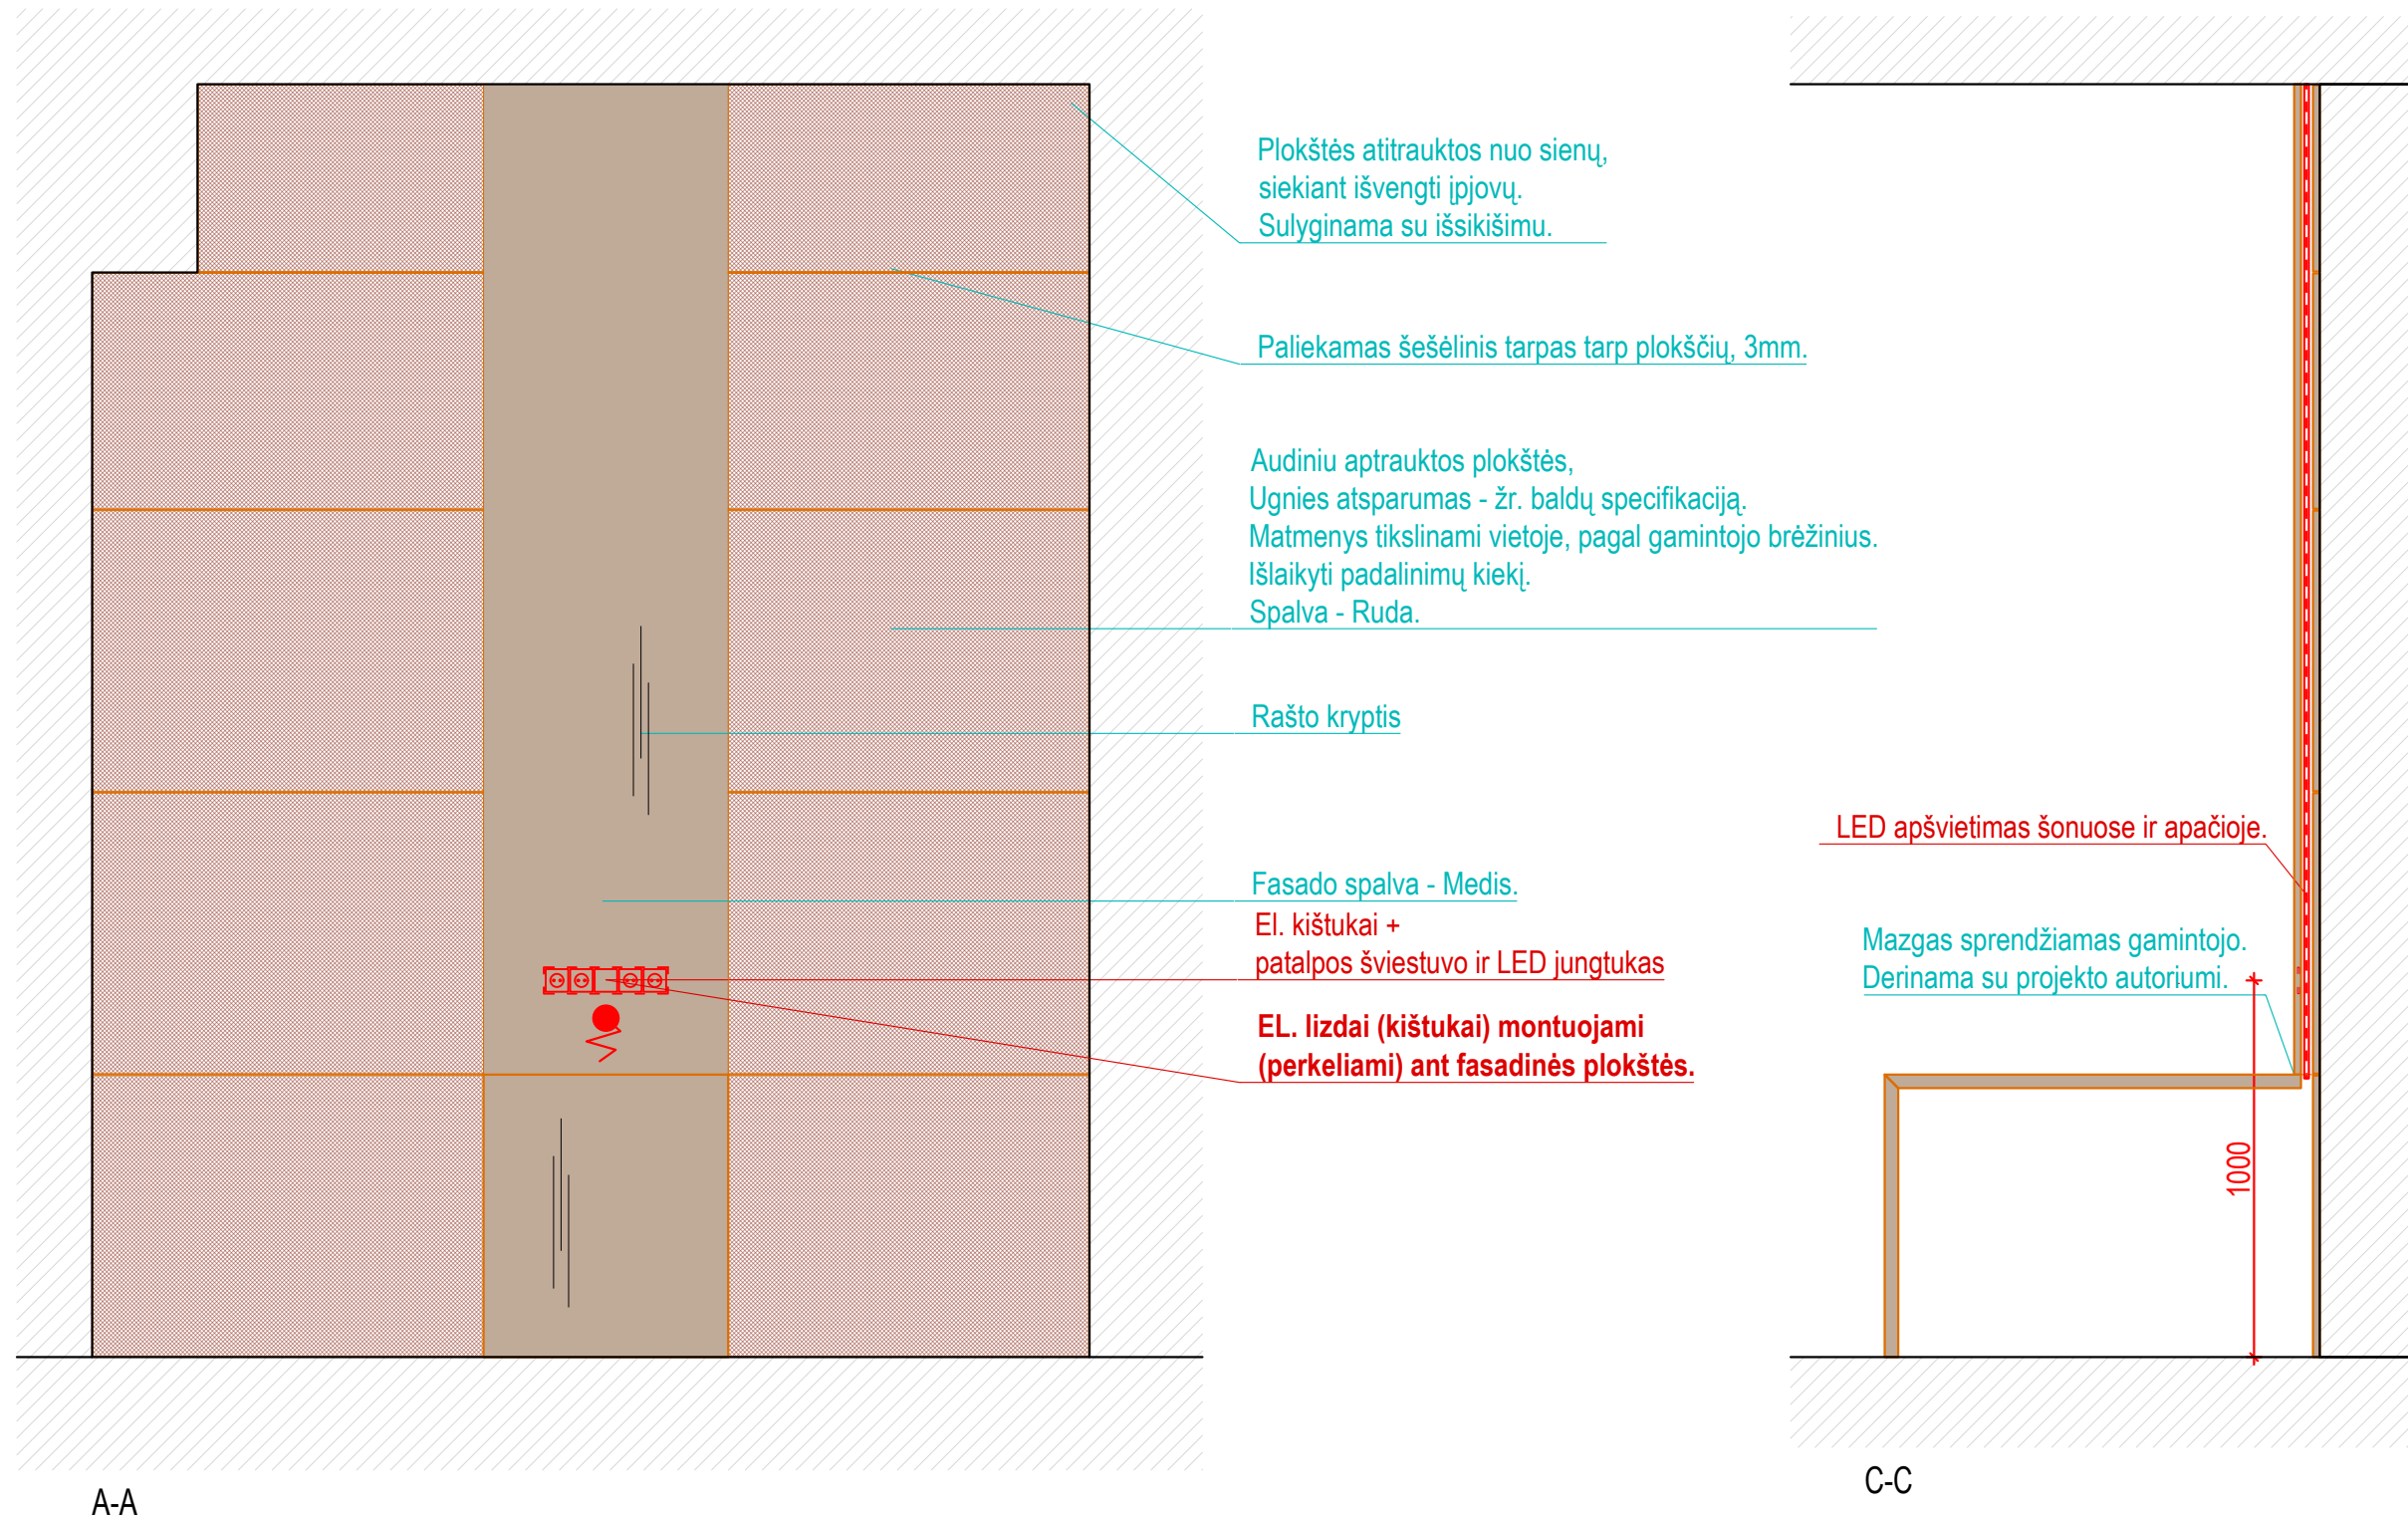 Plokštės atitrauktos nuo sienų,
siekiant išvengti įpjovų.
Sulyginama su išsikišimu.
Paliekamas šešėlinis tarpas tarp plokščių, 3mm.
Audiniu aptrauktos plokštės,
Ugnies atsparumas - žr. baldų specifikaciją.
Matmenys tikslinami vietoje, pagal gamintojo brėžinius.
Išlaikyti padalinimų kiekį.
Spalva - Ruda.
Rašto kryptis
Fasado spalva - Medis.
El. kištukai +
patalpos šviestuvo ir LED jungtukas
EL. lizdai (kištukai) montuojami
(perkeliami) ant fasadinės plokštės.
A-A
LED apšvietimas šonuose ir apačioje.
Mazgas sprendžiamas gamintojo.
Derinama su projekto autoriumi.
1000
C-C